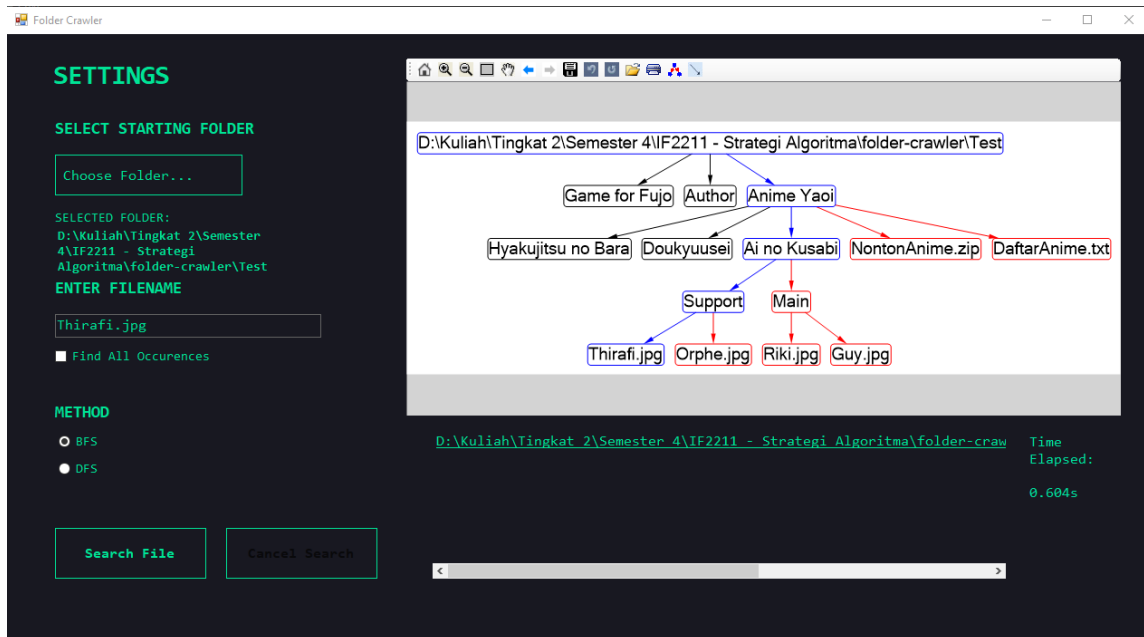 Folder Crawler
SETTINGS
SELECT STARTING FOLDER
Choose Folder...
SELECTED FOLDER:
D:\Kuliah\Tingkat 2\Semester
4\IF2211 - Strategi
Algoritma\folder-crawler\Test
ENTER FILENAME
Thirafi.jpg
Find All Occurences
METHOD
BFS
DFS
Search File
Cancel Search
D:\Kuliah\Tingkat 2\Semester 4\IF2211 - Strategi Algoritma\folder-crawler\Test
Game for Fujo Author Anime Yaoi
Hyakujitsu no Bara Doukyuusei Ai no Kusabi NontonAnime.zip DaftarAnime.txt
Support Main
Thirafi.jpg Orphe.jpg Riki.jpg Guy.jpg
D:\Kuliah\Tingkat 2\Semester 4\IF2211 - Strategi Algoritma\folder-craw
Time
Elapsed:
0.604s